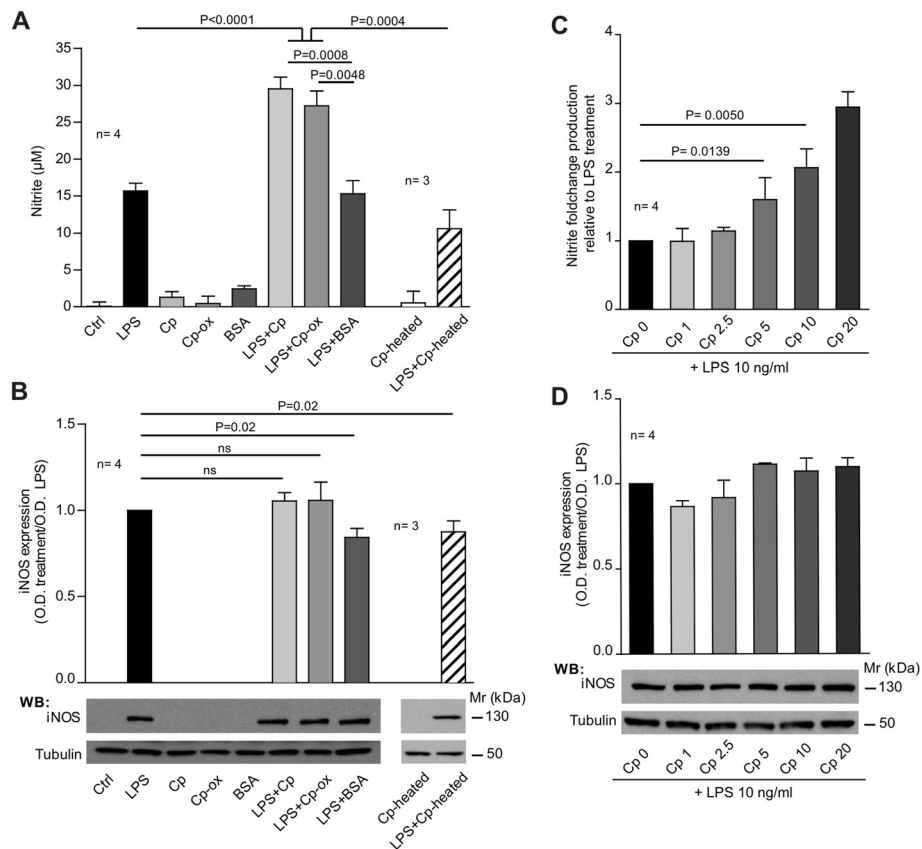 A
P<0.0001
P=0.0004
P=0.0008
P=0.0048
35
30
25
20
15
10
5
0
Nitrite (µM)
n= 4
n= 3
Ctrl
LPS
Cp
Cp-ox
BSA
LPS+Cp
LPS+Cp-ox
LPS+BSA
Cp-heated
LPS+Cp-heated
C
4
3
2
1
0
Nitrite foldchange production
relative to LPS treatment
P= 0.0050
P= 0.0139
n= 4
Cp 0
Cp 1
Cp 2.5
Cp 5
Cp 10
Cp 20
+ LPS 10 ng/ml
B
P=0.02
P=0.02
ns
ns
1.5
1.0
0.5
0.0
iNOS expression
(O.D. treatment/O.D. LPS)
n= 4
n= 3
WB:
Mr (kDa)
iNOS
130
Tubulin
50
Ctrl
LPS
Cp
Cp-ox
BSA
LPS+Cp
LPS+Cp-ox
LPS+BSA
Cp-heated
LPS+Cp-heated
D
1.5
1.0
0.5
0.0
iNOS expression
(O.D. treatment/O.D. LPS)
n= 4
WB:
Mr (kDa)
iNOS
130
Tubulin
50
Cp 0
Cp 1
Cp 2.5
Cp 5
Cp 10
Cp 20
+ LPS 10 ng/ml